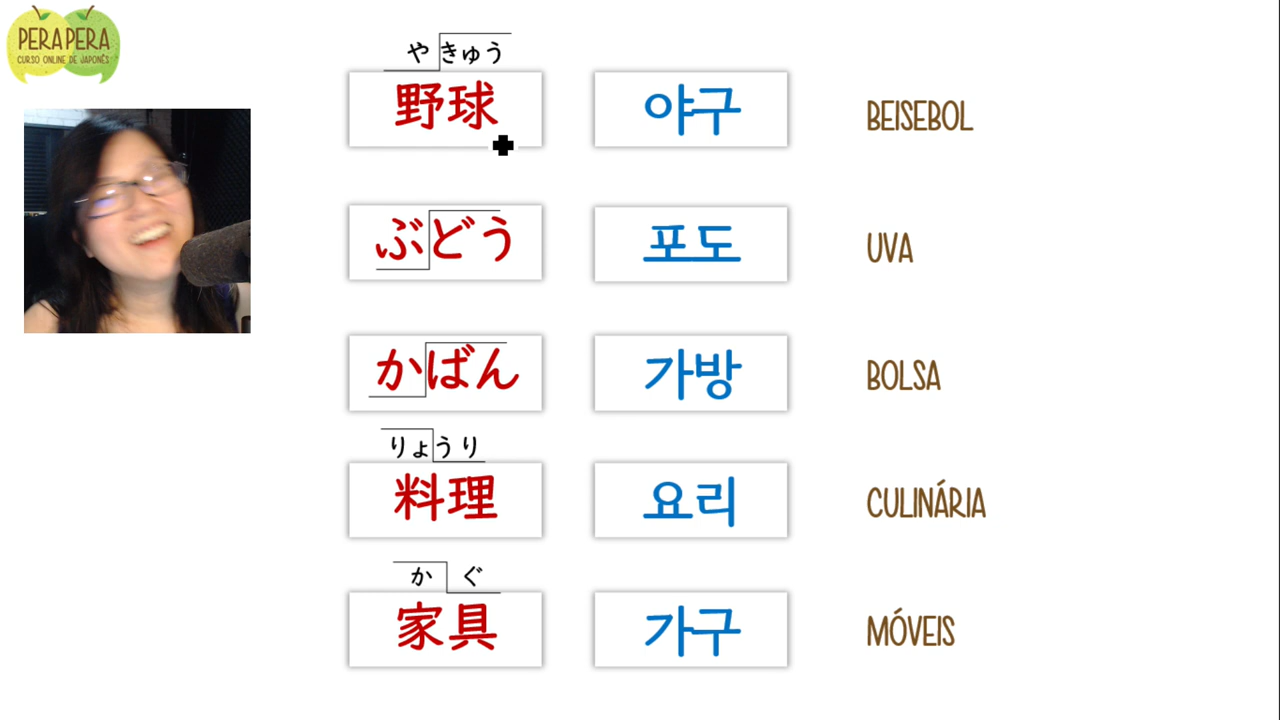 PERAPERA
CURSO ONLINE DE JAPONÊS
やきゅう
野球 야구 BEISEBOL
ぶどう 포도 UVA
かばん 가방 BOLSA
りょうり
料理 요리 CULINÁRIA
かぐ
家具 가구 MÓVEIS